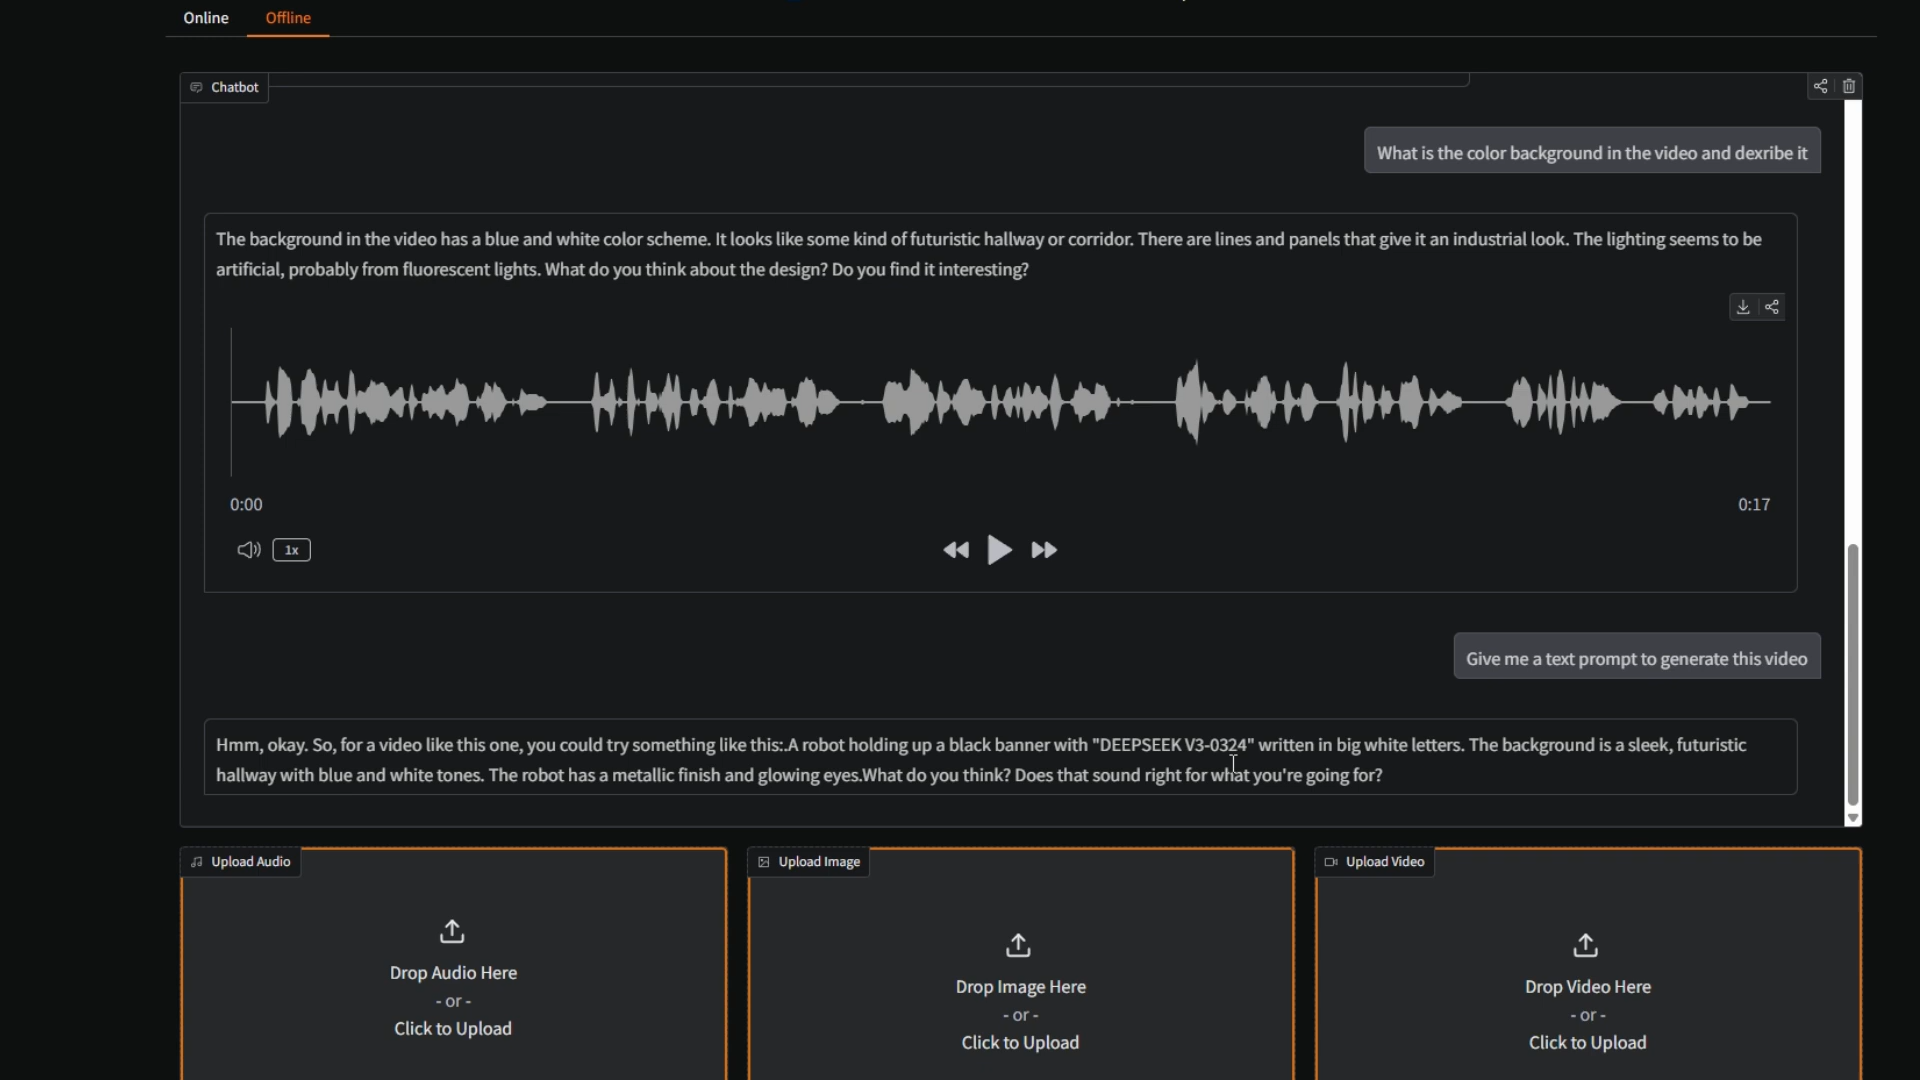 Online Offline
Chatbot
What is the color background in the video and dexribe it
The background in the video has a blue and white color scheme. It looks like some kind of futuristic hallway or corridor. There are lines and panels that give it an industrial look. The lighting seems to be
artificial, probably from fluorescent lights. What do you think about the design? Do you find it interesting?
0:00 0:17
1x
Give me a text prompt to generate this video
Hmm, okay. So, for a video like this one, you could try something like this:.A robot holding up a black banner with "DEEPSEEK V3-0324" written in big white letters. The background is a sleek, futuristic
hallway with blue and white tones. The robot has a metallic finish and glowing eyes.What do you think? Does that sound right for what you're going for?
Upload Audio
Drop Audio Here
- or -
Click to Upload
Upload Image
Drop Image Here
- or -
Click to Upload
Upload Video
Drop Video Here
- or -
Click to Upload